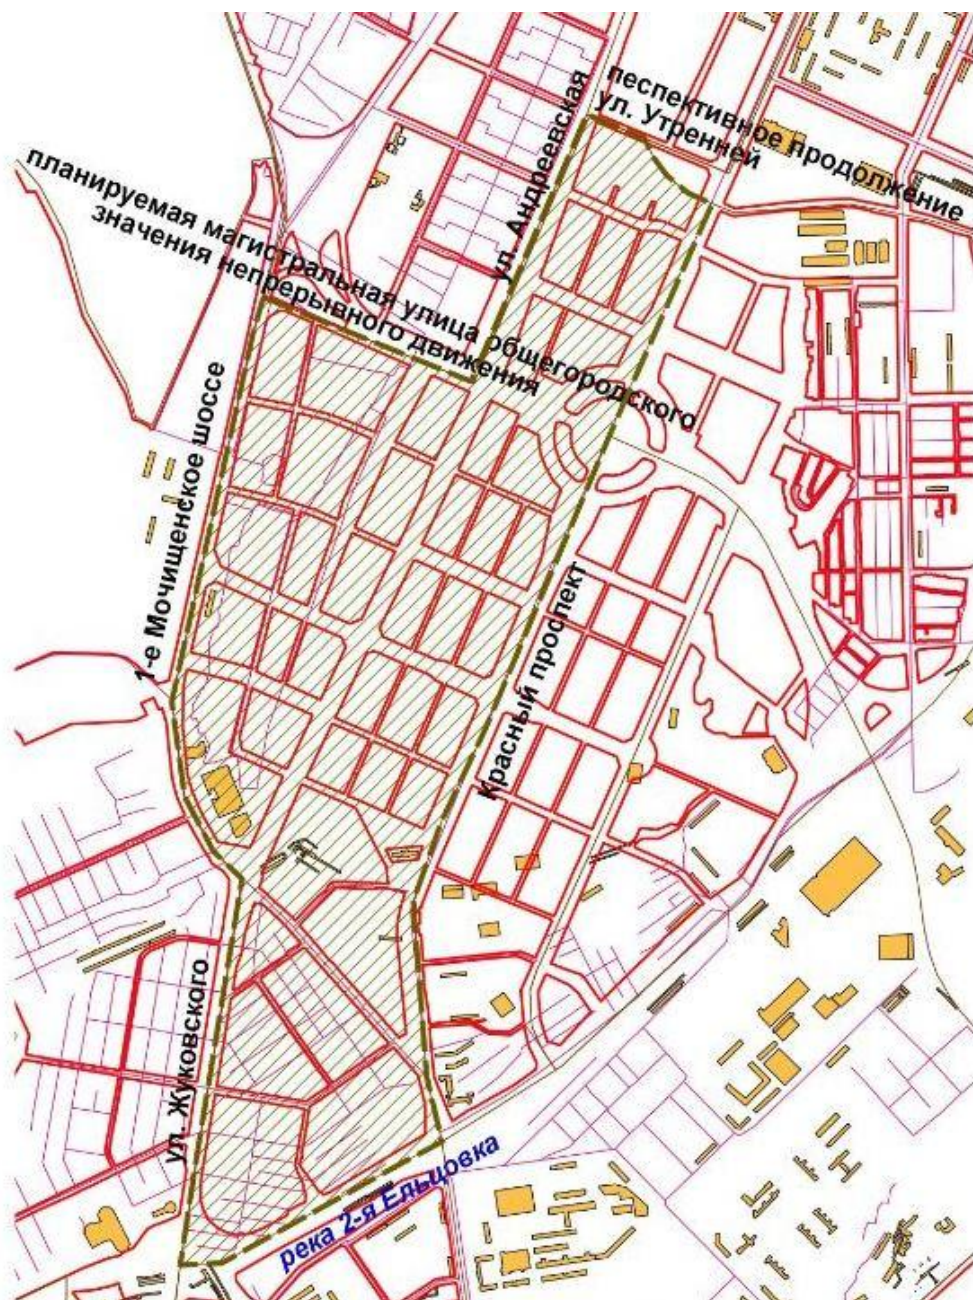 песпективное продолжение
ул. Утренней
ул. Андреевская
планируемая магистральная улица общегородского
значения непрерывного движения
1-е Мочищенское шоссе
Красный проспект
ул. Жуковского
река 2-я Ельцовка